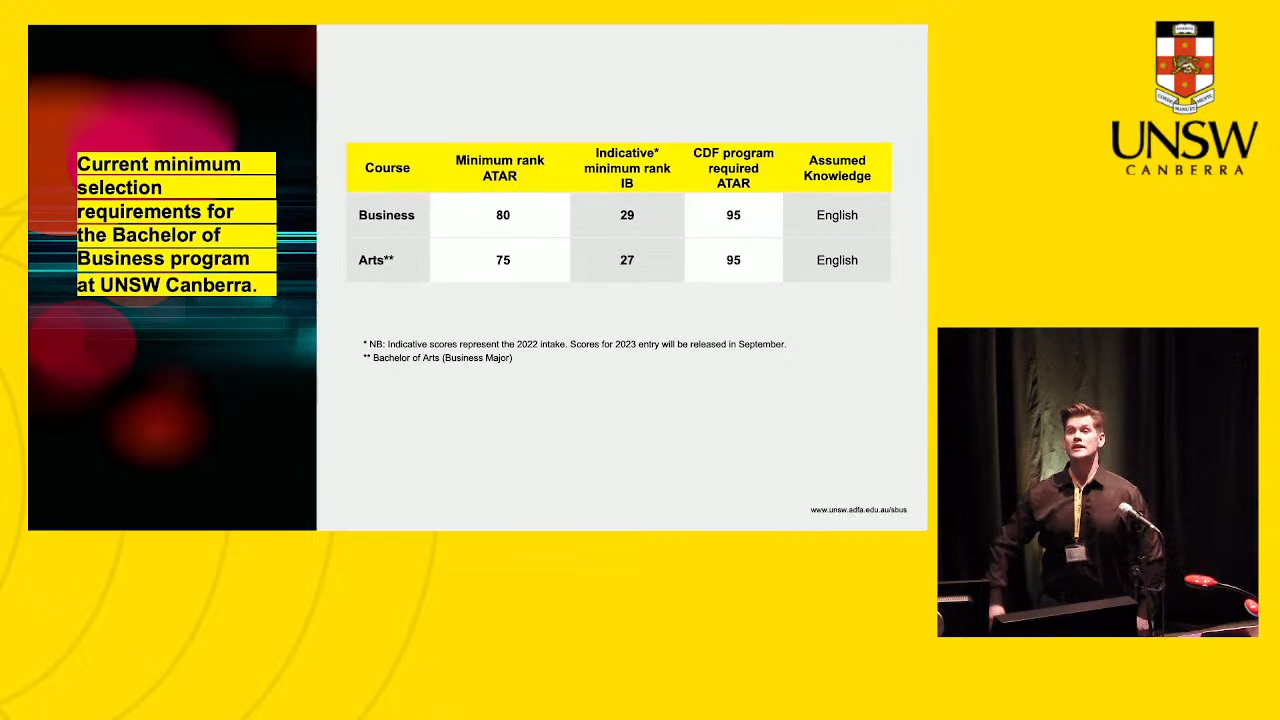 Current minimum
selection
requirements for
the Bachelor of
Business program
at UNSW Canberra.
Course
Minimum rank
ATAR
Indicative*
minimum rank
IB
CDF program
required
ATAR
Assumed
Knowledge
Business 80 29 95 English
Arts** 75 27 95 English
* NB: Indicative scores represent the 2022 intake. Scores for 2023 entry will be released in September.
** Bachelor of Arts (Business Major)
www.unsw.adfa.edu.au/sbus
UNSW
CANBERRA